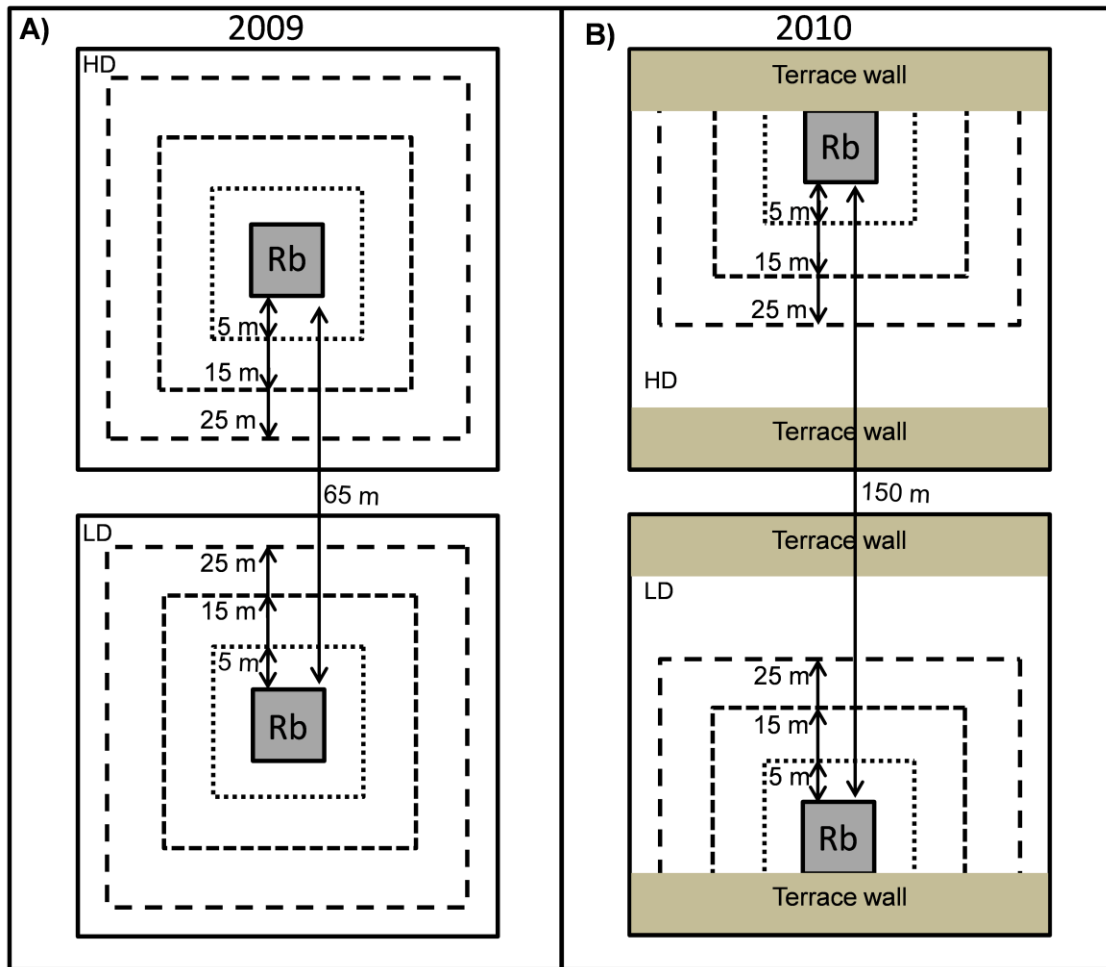 A)
2009
HD
Rb
5 m
15 m
25 m
65 m
LD
25 m
15 m
5 m
Rb
B)
2010
Terrace wall
Rb
5 m
15 m
25 m
HD
Terrace wall
150 m
Terrace wall
LD
25 m
15 m
5 m
Rb
Terrace wall